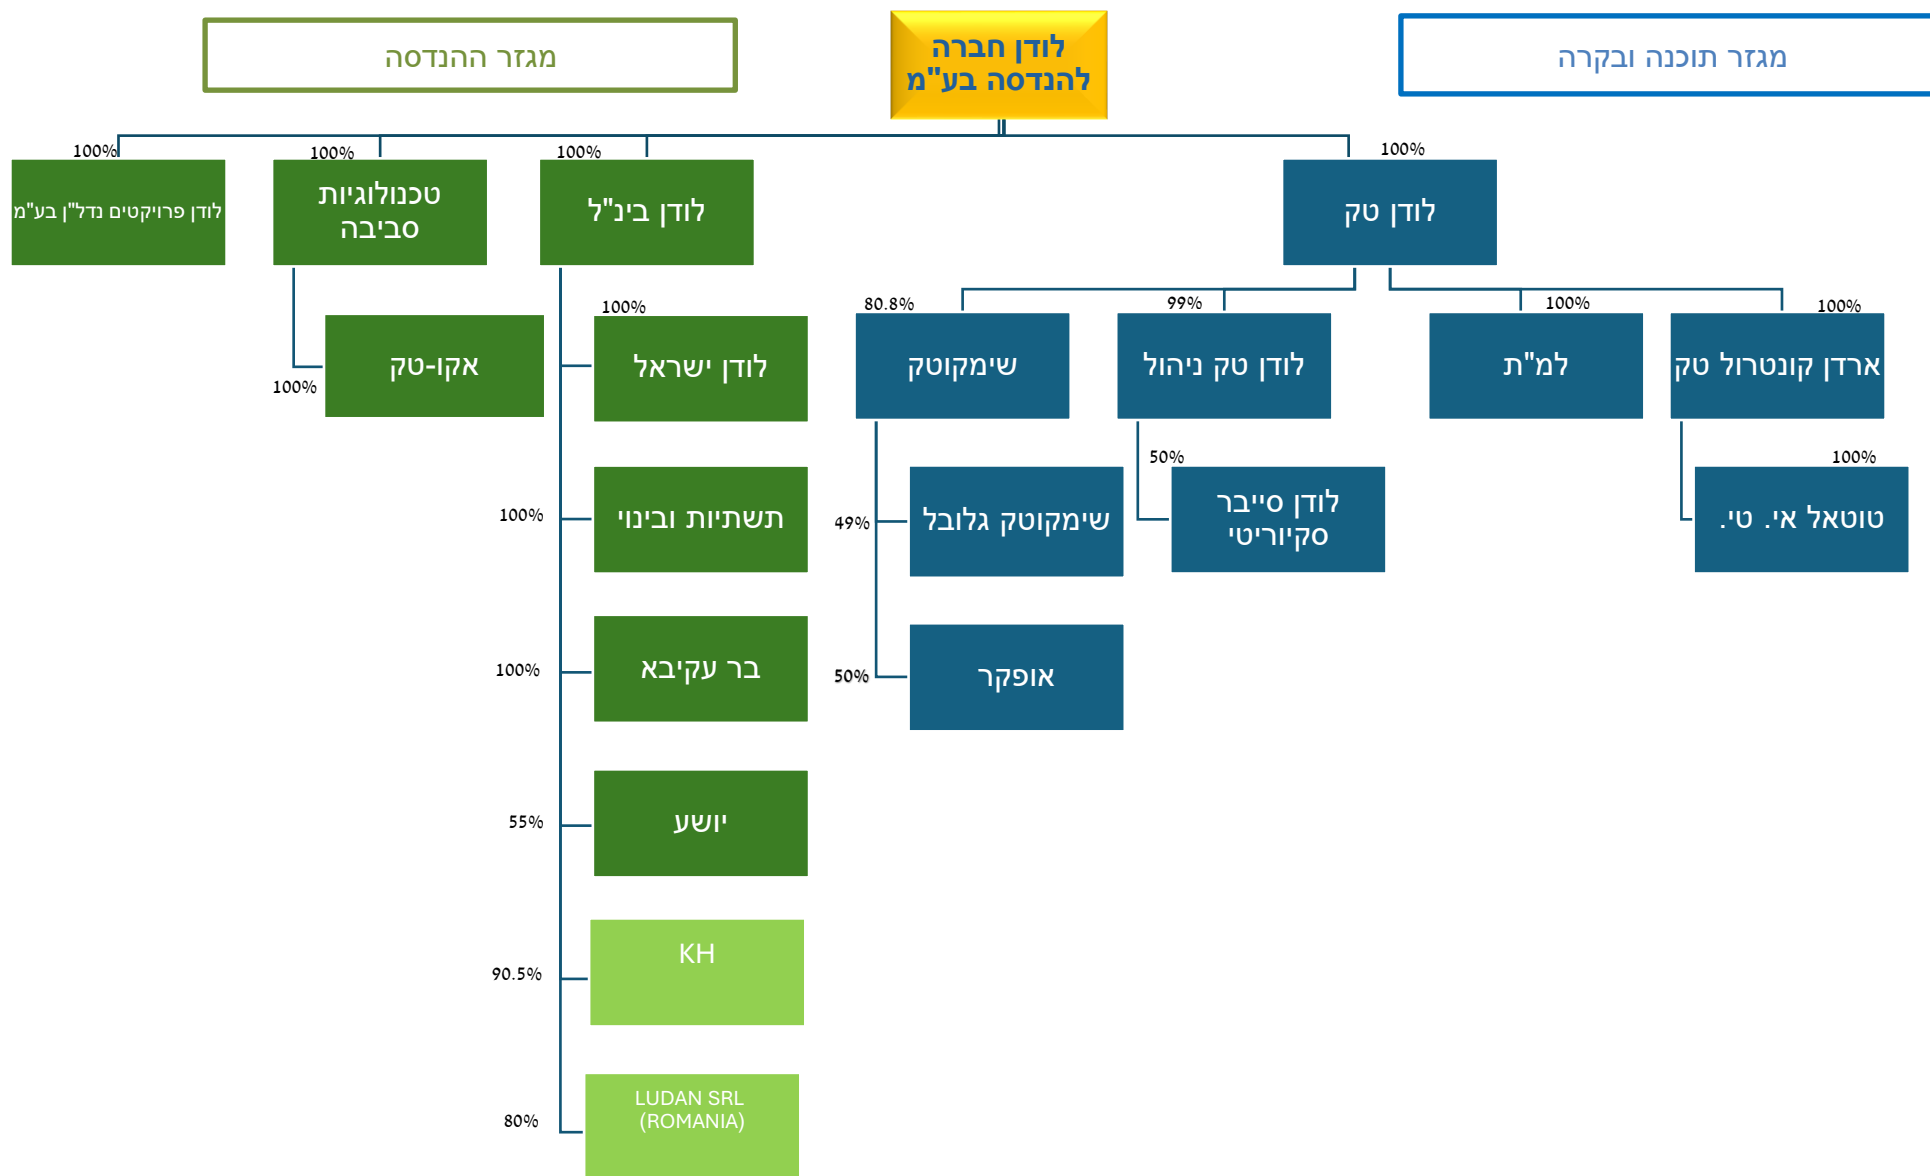 מגזר תוכנה ובקרה
לודן חברה
להנדסה בע"מ
מגזר ההנדסה
100%
לודן טק
100%
לודן בינ"ל
100%
טכנולוגיות
סביבה
100%
לודן פרויקטים נדל"ן בע"מ
100%
ארדן קונטרול טק
100%
למ"ת
99%
לודן טק ניהול
80.8%
שימקוטק
100%
לודן ישראל
100%
אקו-טק
100%
טוטאל אי. טי.
50%
לודן סייבר
סקיוריטי
49%
שימקוטק גלובל
100%
תשתיות ובינוי
50%
אופקר
100%
בר עקיבא
55%
יושע
90.5%
KH
80%
LUDAN SRL
(ROMANIA)